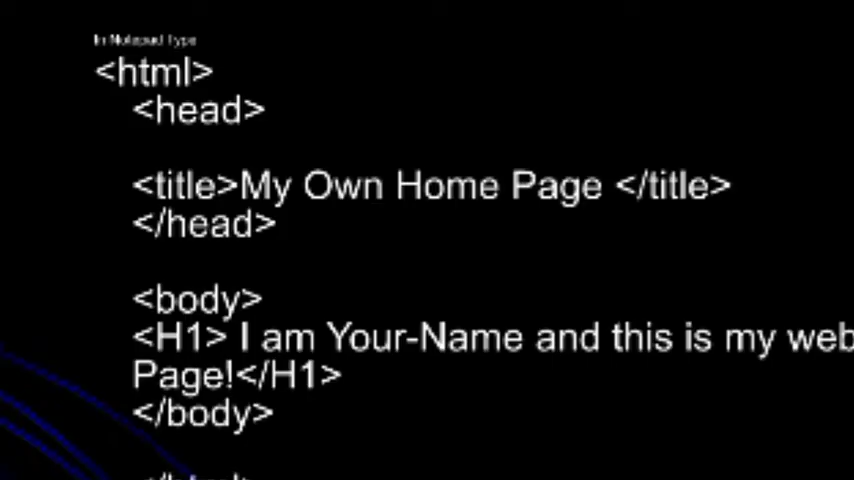 In Notepad Type
<html>
<head>
<title>My Own Home Page </title>
</head>
<body>
<H1> I am Your-Name and this is my web
Page!</H1>
</body>